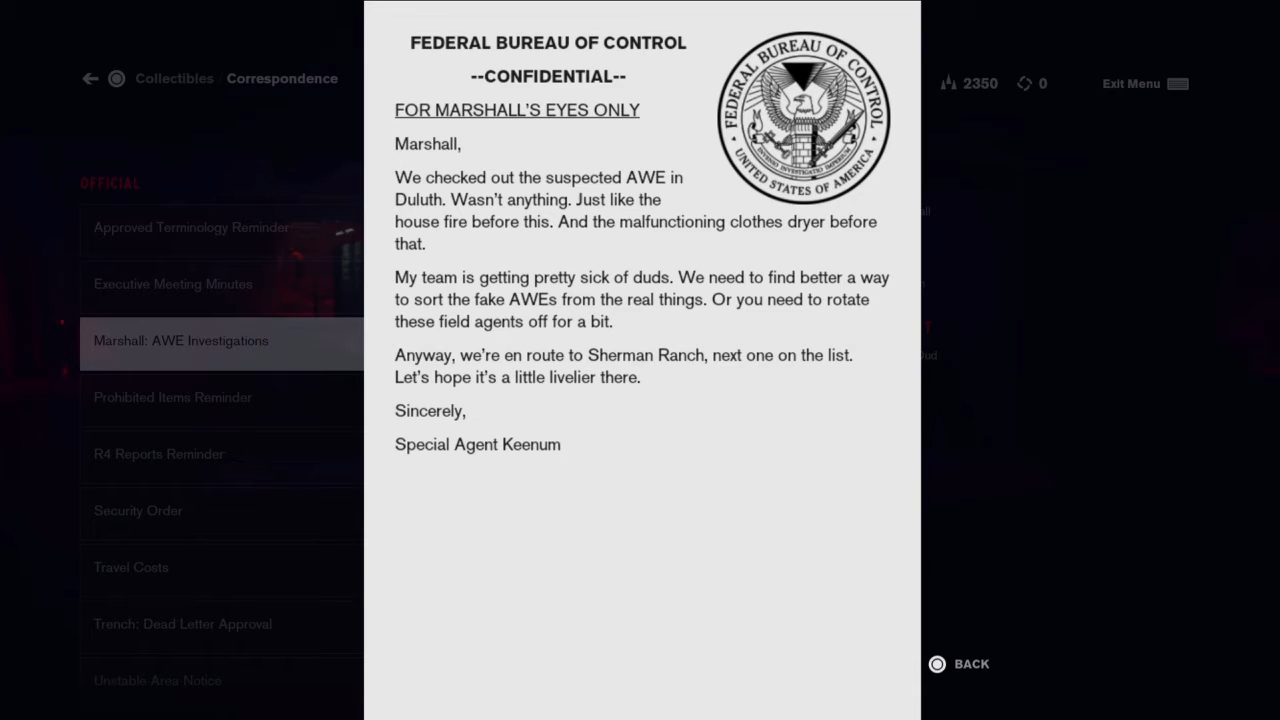 Collectibles / Correspondence
2350
0
Exit Menu
OFFICIAL
Approved Terminology Reminder
Executive Meeting Minutes
Marshall: AWE Investigations
Prohibited Items Reminder
R4 Reports Reminder
Security Order
Travel Costs
Trench: Dead Letter Approval
Unstable Area Notice
FEDERAL BUREAU OF CONTROL
--CONFIDENTIAL--
FOR MARSHALL'S EYES ONLY
Marshall,
We checked out the suspected AWE in
Duluth. Wasn't anything. Just like the
house fire before this. And the malfunctioning clothes dryer before
that.
My team is getting pretty sick of duds. We need to find better a way
to sort the fake AWEs from the real things. Or you need to rotate
these field agents off for a bit.
Anyway, we're en route to Sherman Ranch, next one on the list.
Let's hope it's a little livelier there.
Sincerely,
Special Agent Keenum
FEDERAL BUREAU OF CONTROL
INVENIO INVESTIGATIO IMPERIUM
UNITED STATES OF AMERICA
BACK